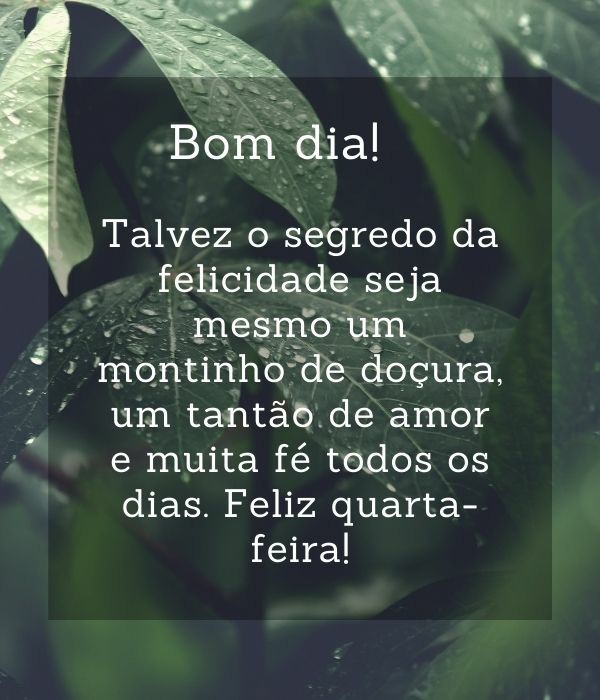 Bom dia!
Talvez o segredo da
felicidade seja
mesmo um
montinho de doçura,
um tantão de amor
e muita fé todos os
dias. Feliz quarta-
feira!